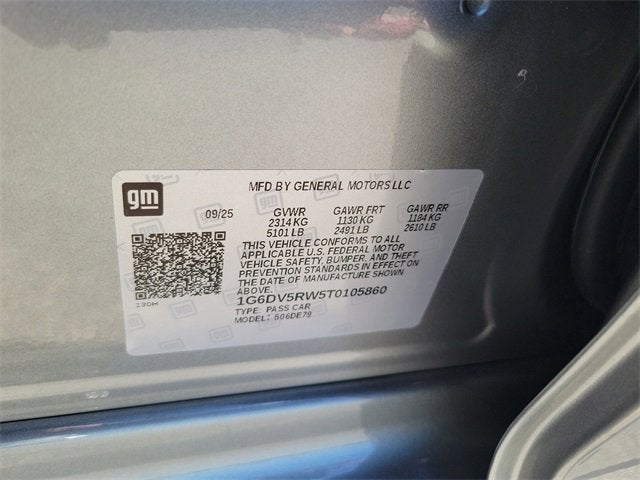 gm
MFD BY GENERAL MOTORS LLC
09/25 GVWR GAWR FRT GAWR RR
2314 KG 1130 KG 1184 KG
5101 LB 2491 LB 2610 LB
THIS VEHICLE CONFORMS TO ALL
APPLICABLE U.S. FEDERAL MOTOR
VEHICLE SAFETY, BUMPER, AND THEFT
PREVENTION STANDARDS IN EFFECT ON
THE DATE OF MANUFACTURE SHOWN
ABOVE.
1G6DV5RW5T0105860
TYPE: PASS CAR
MODEL: 506DE79
13DH